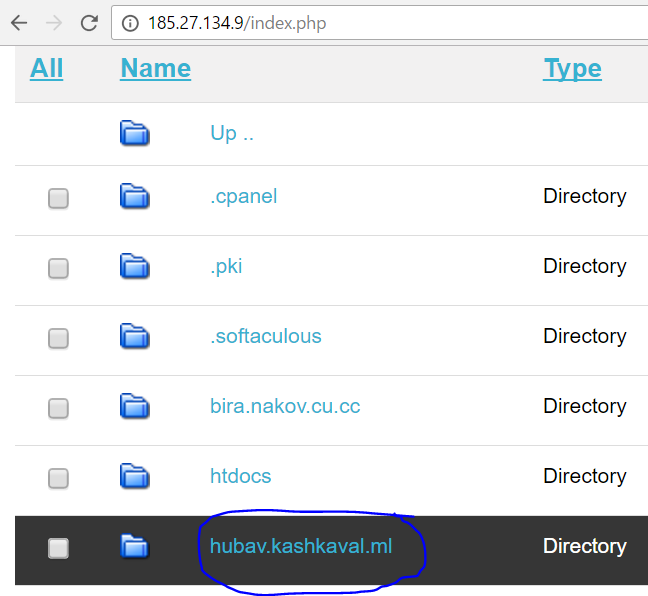 185.27.134.9/index.php
All Name Type
Up ..
.cpanel Directory
.pki Directory
.softaculous Directory
bira.nakov.cu.cc Directory
htdocs Directory
hubav.kashkaval.ml Directory